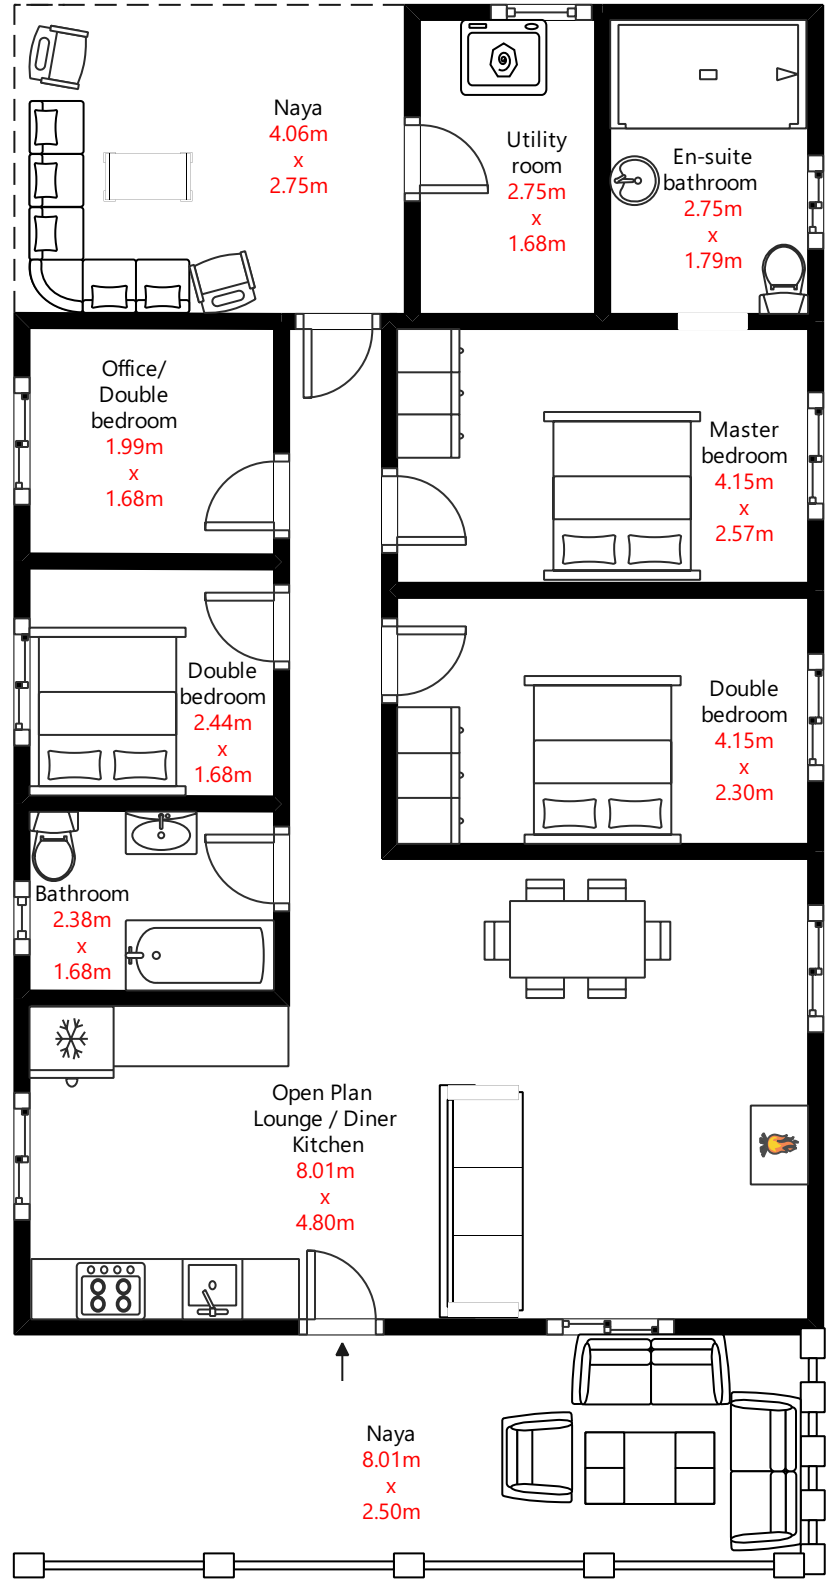 Naya
4.06m
x
2.75m
Utility
room
2.75m
x
1.68m
En-suite
bathroom
2.75m
x
1.79m
Office/
Double
bedroom
1.99m
x
1.68m
Master
bedroom
4.15m
x
2.57m
Double
bedroom
2.44m
x
1.68m
Double
bedroom
4.15m
x
2.30m
Bathroom
2.38m
x
1.68m
Open Plan
Lounge / Diner
Kitchen
8.01m
x
4.80m
Naya
8.01m
x
2.50m